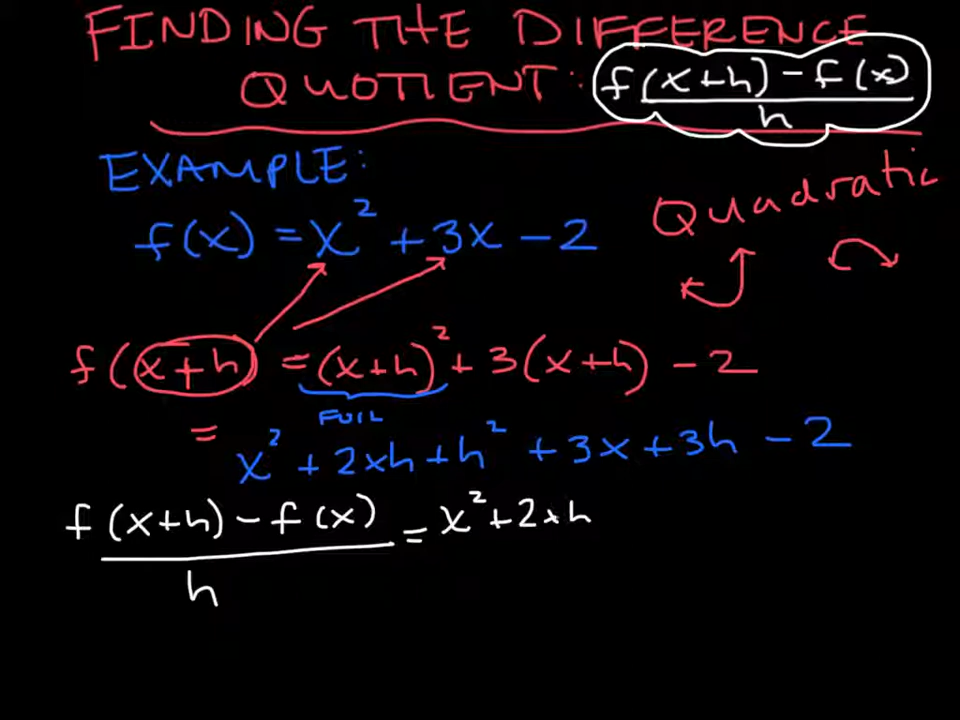 FINDING THE DIFFERENCE
QUOTIENT: f(x+h) - f(x)
h
EXAMPLE:
f(x) = x² + 3x - 2
Quadratic
f(x+h) = (x+h)² + 3(x+h) - 2
FOIL
= x² + 2xh + h² + 3x + 3h - 2
f(x+h) - f(x) = x² + 2xh
h